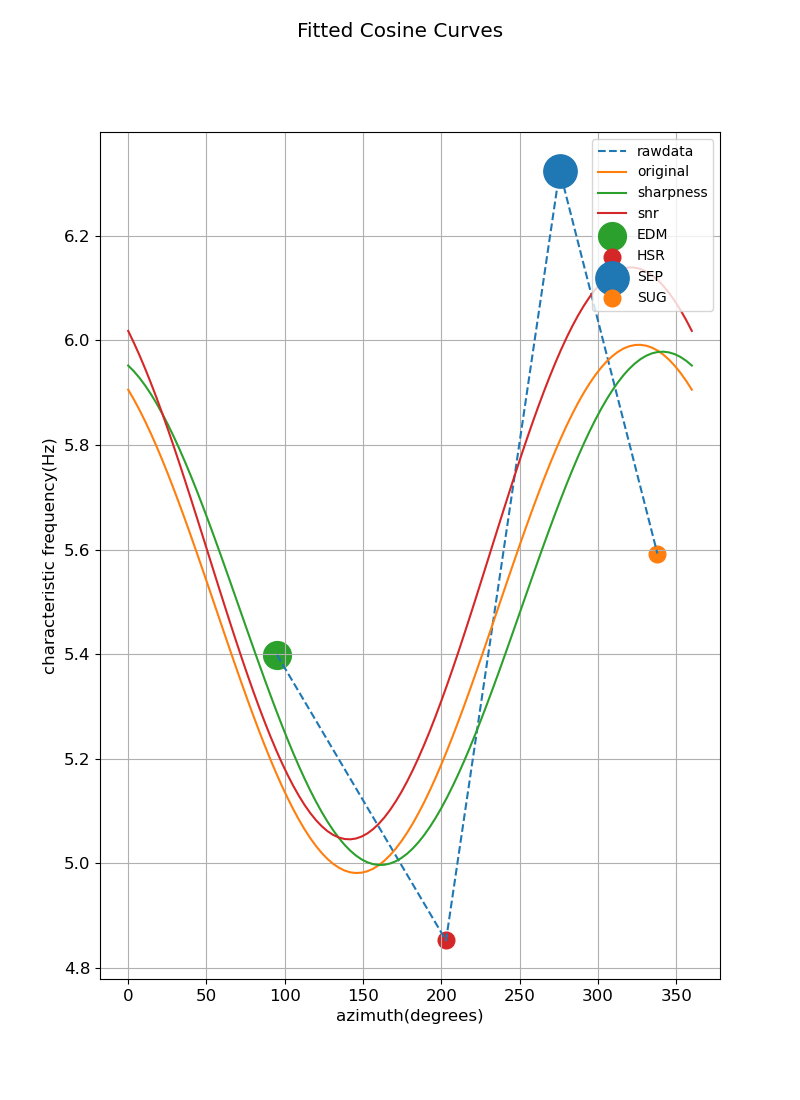 Fitted Cosine Curves
rawdata
original
sharpness
snr
EDM
HSR
SEP
SUG
characteristic frequency(Hz)
6.2
6.0
5.8
5.6
5.4
5.2
5.0
4.8
0 50 100 150 200 250 300 350
azimuth(degrees)